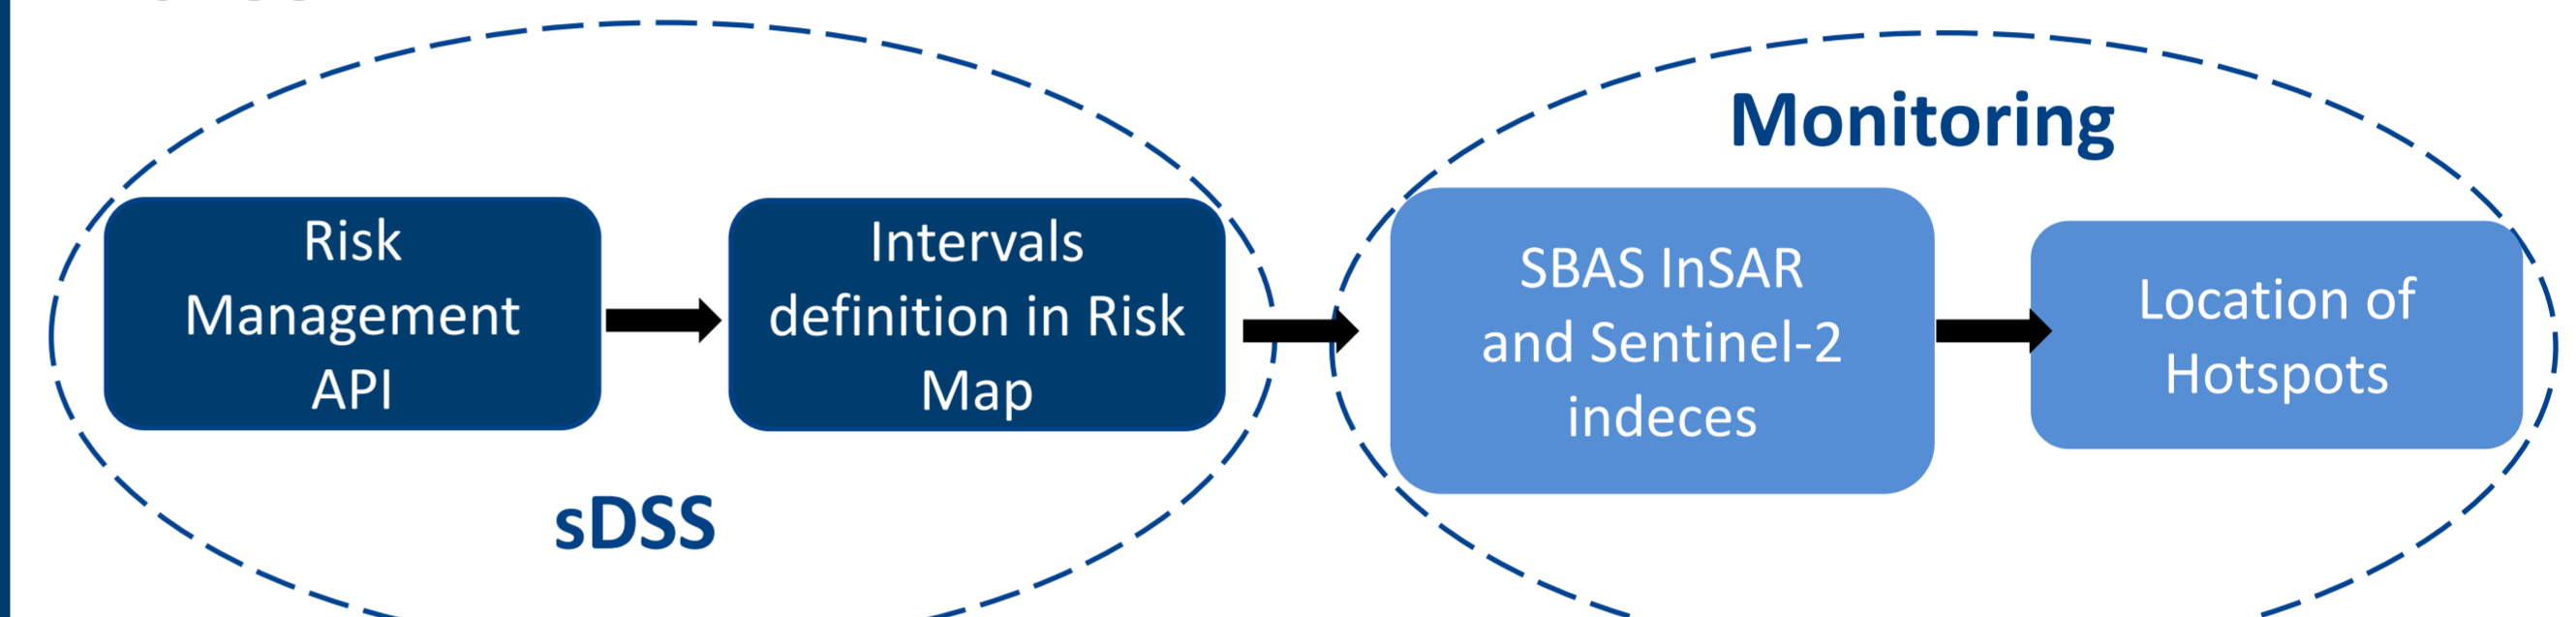 Monitoring
Risk
Management
API
Intervals
definition in Risk
Map
SBAS InSAR
and Sentinel-2
indeces
Location of
Hotspots
sDSS